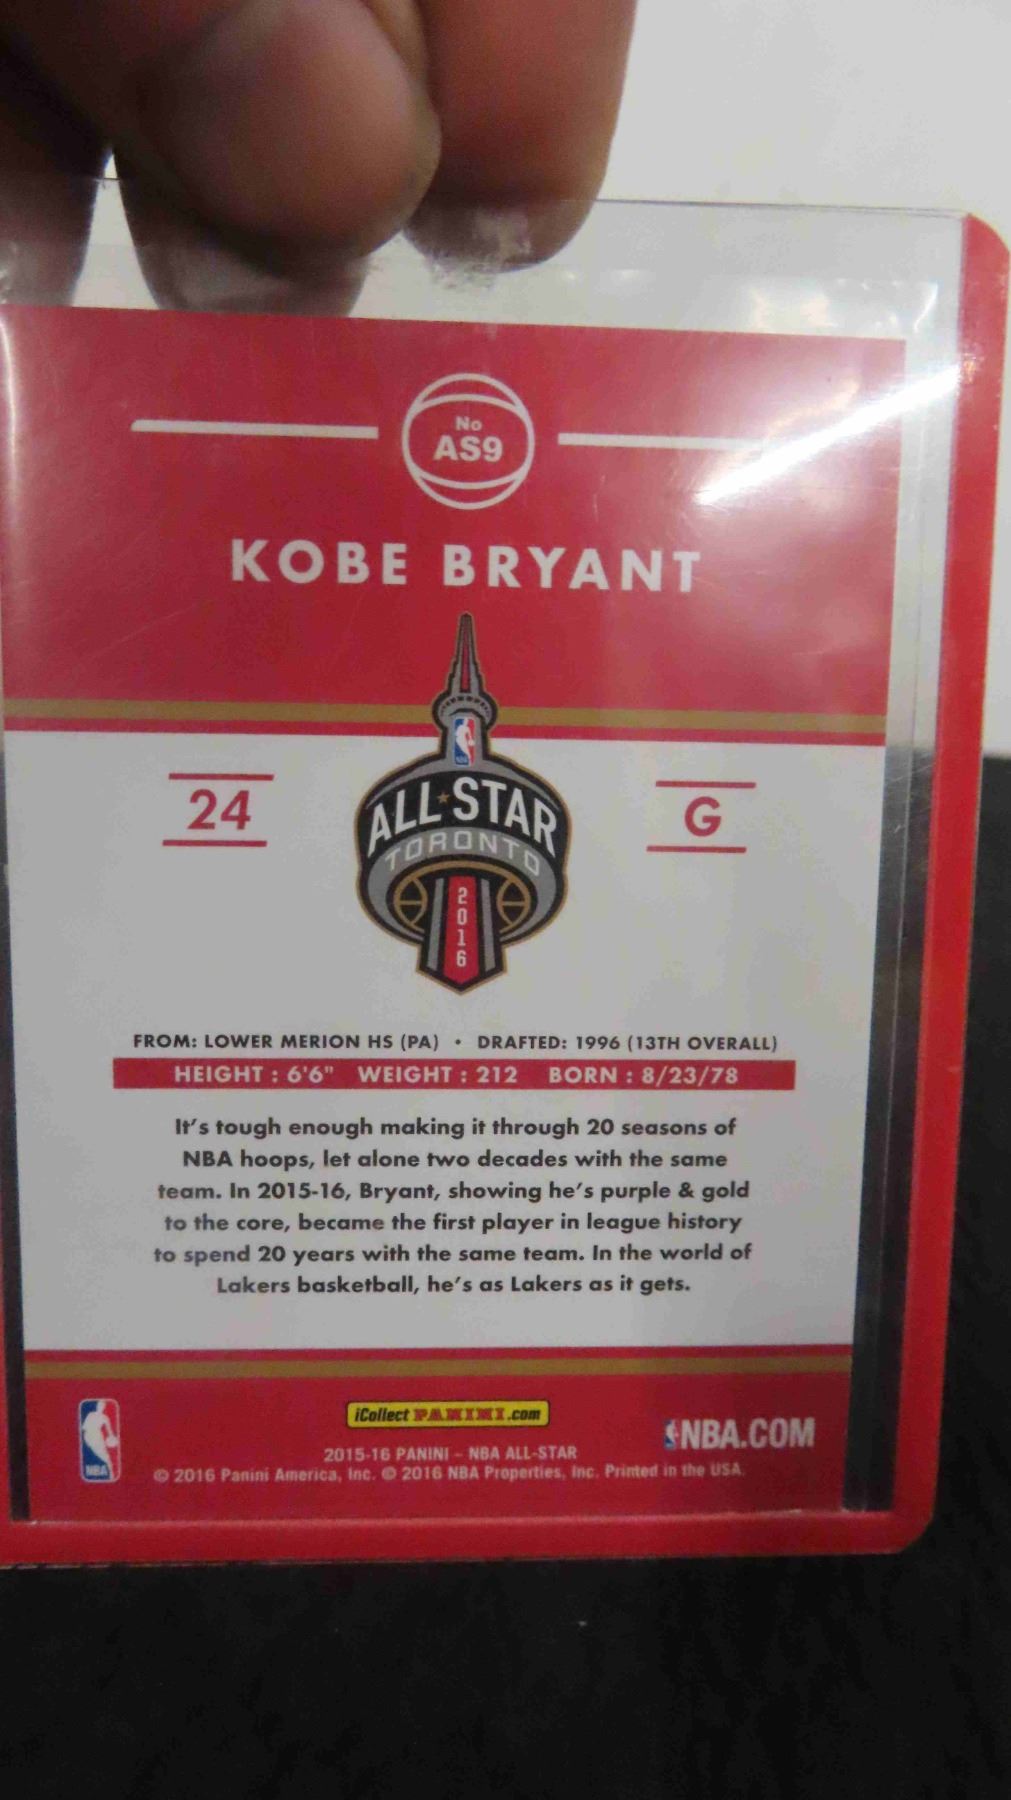 No
AS9
KOBE BRYANT
24
G
NBA
ALL★STAR
TORONTO
2016
FROM: LOWER MERION HS (PA) • DRAFTED: 1996 (13TH OVERALL)
HEIGHT : 6'6" WEIGHT : 212 BORN : 8/23/78
It's tough enough making it through 20 seasons of
NBA hoops, let alone two decades with the same
team. In 2015-16, Bryant, showing he's purple & gold
to the core, became the first player in league history
to spend 20 years with the same team. In the world of
Lakers basketball, he's as Lakers as it gets.
iCollect PANINI.com
NBA
NBA.COM
2015-16 PANINI – NBA ALL-STAR
© 2016 Panini America, Inc. © 2016 NBA Properties, Inc. Printed in the USA.